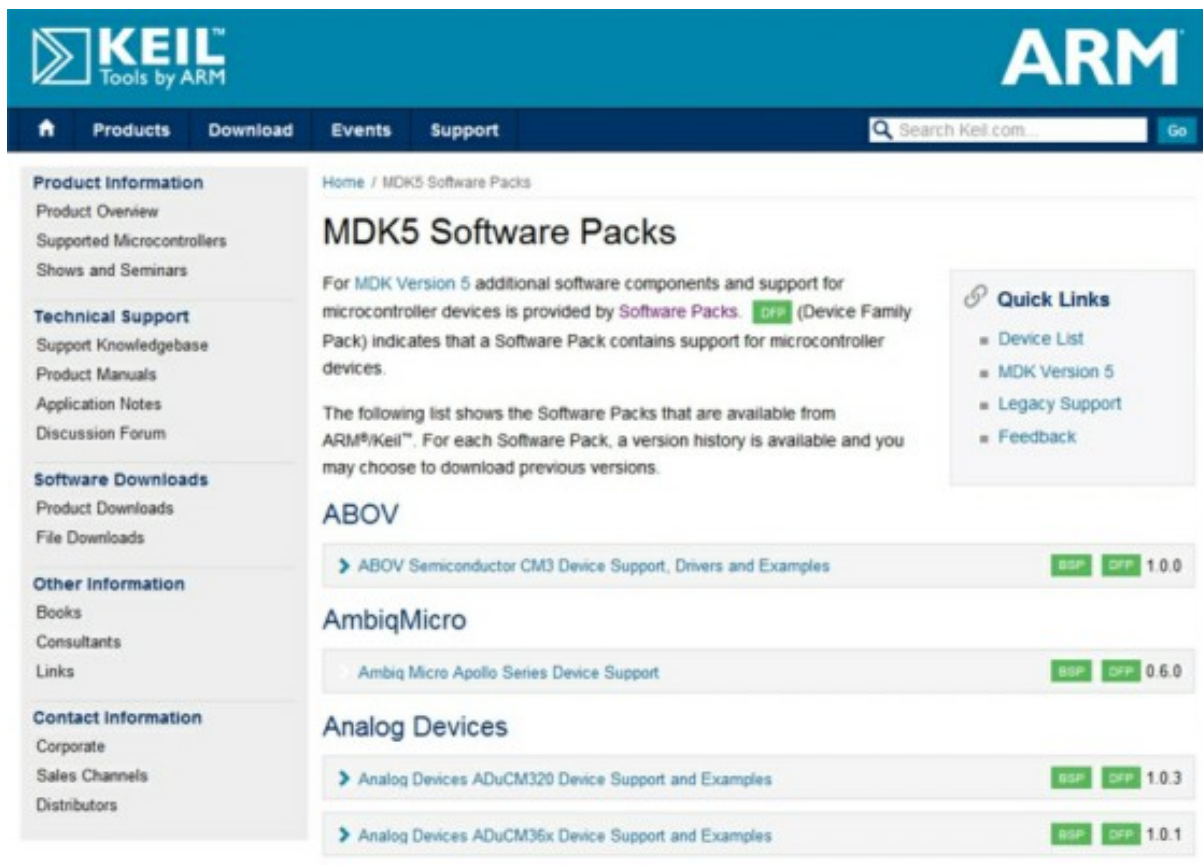 KEIL™
Tools by ARM
ARM
Products Download Events Support
Search Keil.com...
Go
Product Information
Product Overview
Supported Microcontrollers
Shows and Seminars
Technical Support
Support Knowledgebase
Product Manuals
Application Notes
Discussion Forum
Software Downloads
Product Downloads
File Downloads
Other Information
Books
Consultants
Links
Contact Information
Corporate
Sales Channels
Distributors
Home / MDK5 Software Packs
MDK5 Software Packs
For MDK Version 5 additional software components and support for
microcontroller devices is provided by Software Packs. DFP (Device Family
Pack) indicates that a Software Pack contains support for microcontroller
devices.
The following list shows the Software Packs that are available from
ARM®/Keil™. For each Software Pack, a version history is available and you
may choose to download previous versions.
Quick Links
Device List
MDK Version 5
Legacy Support
Feedback
ABOV
ABOV Semiconductor CM3 Device Support, Drivers and Examples BSP DFP 1.0.0
AmbiqMicro
Ambiq Micro Apollo Series Device Support BSP DFP 0.6.0
Analog Devices
Analog Devices ADuCM320 Device Support and Examples BSP DFP 1.0.3
Analog Devices ADuCM36x Device Support and Examples BSP DFP 1.0.1